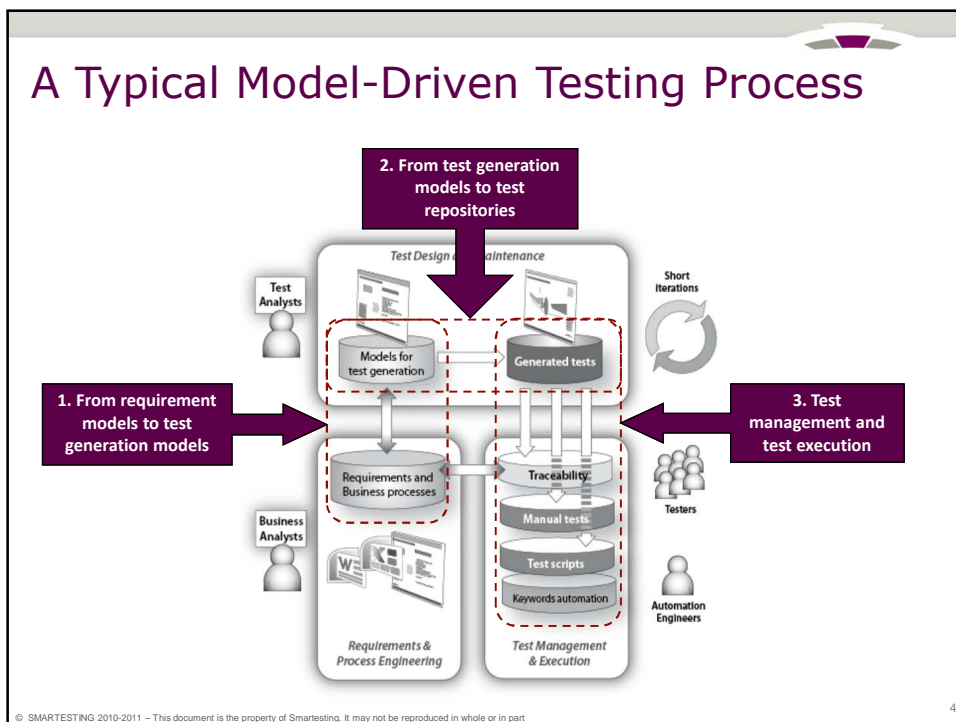 A Typical Model-Driven Testing Process
2. From test generation
models to test
repositories
Test Design
aintenance
Test
Analysts
Short
iterations
Models for
test generation
Generated tests
1. From requirement
models to test
generation models
3. Test
management and
test execution
Requirements and
Business processes
Traceability
Testers
Manual tests
Business
Analysts
Test scripts
Keywords automation
Automation
Engineers
Requirements &
Process Engineering
Test Management
& Execution
© SMARTESTING 2010-2011 – This document is the property of Smartesting. It may not be reproduced in whole or in part
4